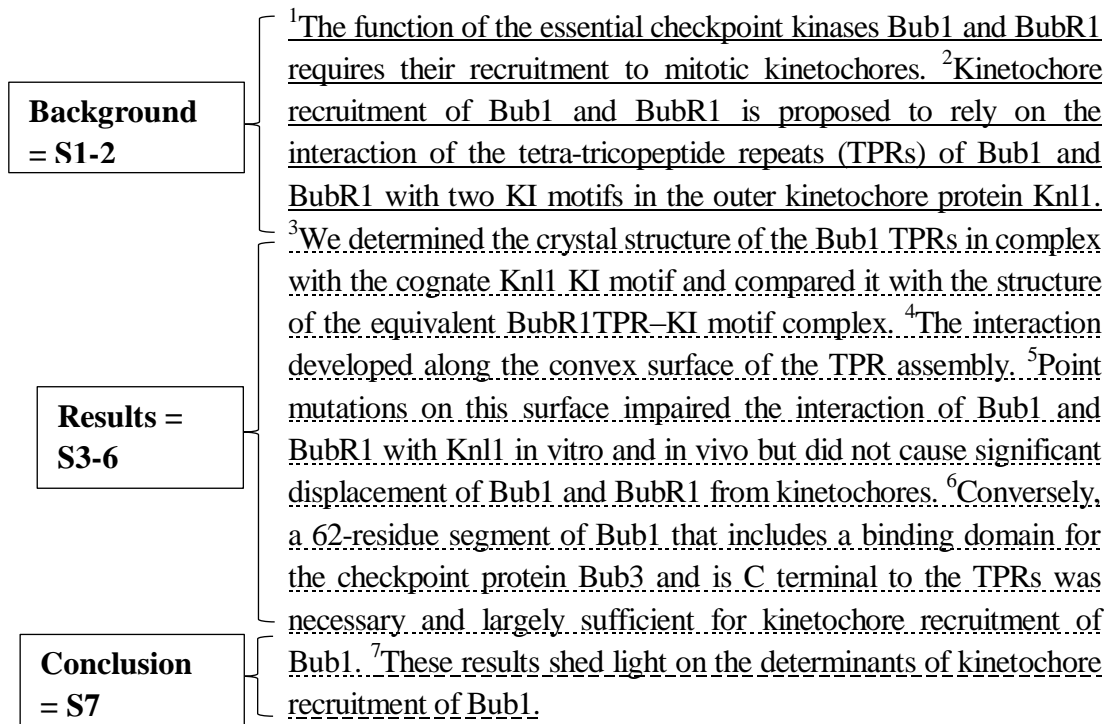 ¹The function of the essential checkpoint kinases Bub1 and BubR1
requires their recruitment to mitotic kinetochores. ²Kinetochore
recruitment of Bub1 and BubR1 is proposed to rely on the
interaction of the tetra-tricopeptide repeats (TPRs) of Bub1 and
BubR1 with two KI motifs in the outer kinetochore protein Knl1.
Background
= S1-2
³We determined the crystal structure of the Bub1 TPRs in complex
with the cognate Knl1 KI motif and compared it with the structure
of the equivalent BubR1TPR–KI motif complex. ⁴The interaction
developed along the convex surface of the TPR assembly. ⁵Point
mutations on this surface impaired the interaction of Bub1 and
BubR1 with Knl1 in vitro and in vivo but did not cause significant
displacement of Bub1 and BubR1 from kinetochores. ⁶Conversely,
a 62-residue segment of Bub1 that includes a binding domain for
the checkpoint protein Bub3 and is C terminal to the TPRs was
necessary and largely sufficient for kinetochore recruitment of
Bub1. ⁷These results shed light on the determinants of kinetochore
recruitment of Bub1.
Results =
S3-6
Conclusion
= S7